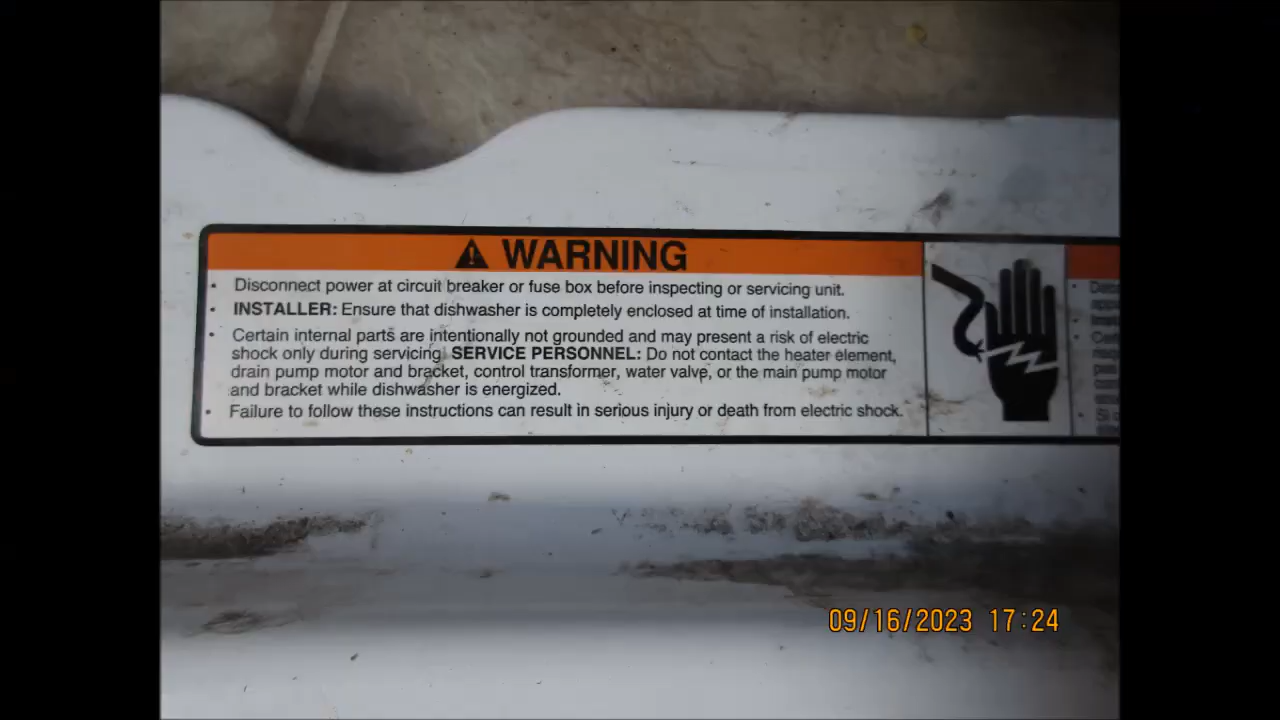 WARNING
• Disconnect power at circuit breaker or fuse box before inspecting or servicing unit.
• INSTALLER: Ensure that dishwasher is completely enclosed at time of installation.
• Certain internal parts are intentionally not grounded and may present a risk of electric
shock only during servicing. SERVICE PERSONNEL: Do not contact the heater element,
drain pump motor and bracket, control transformer, water valve, or the main pump motor
and bracket while dishwasher is energized.
• Failure to follow these instructions can result in serious injury or death from electric shock.
09/16/2023 17:24